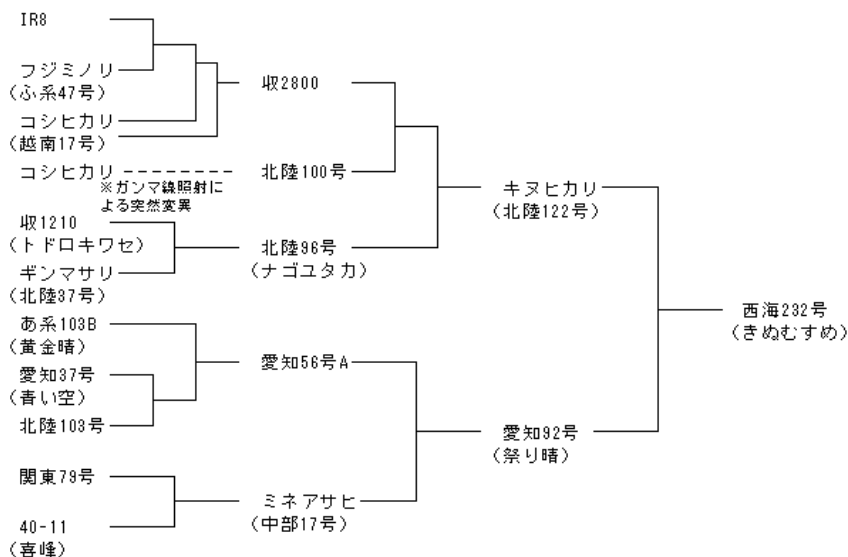 IR8
フジミノリ
(ふ系47号)
コシヒカリ
(越南17号)
収2800
コシヒカリ
※ガンマ線照射に
よる突然変異
北陸100号
収1210
(トドロキワセ)
ギンマサリ
(北陸37号)
北陸96号
(ナゴユタカ)
キヌヒカリ
(北陸122号)
あ系103B
(黄金晴)
愛知37号
(青い空)
北陸103号
愛知56号A
関東79号
40-11
(喜峰)
ミネアサヒ
(中部17号)
愛知92号
(祭り晴)
西海232号
(きぬむすめ)